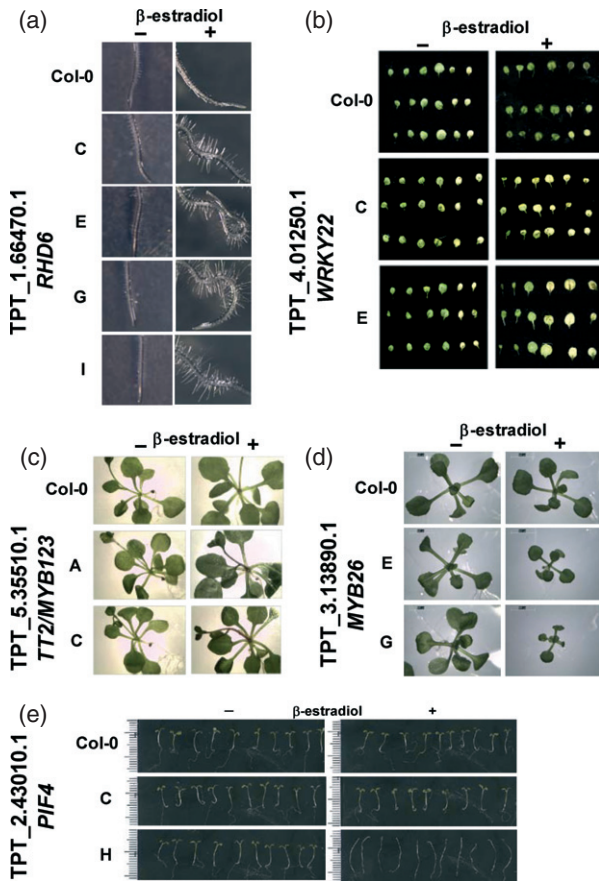 (a)
β-estradiol
– +
Col-0
C
E
G
I
TPT_1.66470.1
RHD6
(b)
β-estradiol
– +
Col-0
C
E
TPT_4.01250.1
WRKY22
(c)
β-estradiol
– +
Col-0
A
C
TPT_5.35510.1
TT2/MYB123
(d)
β-estradiol
– +
Col-0
E
G
TPT_3.13890.1
MYB26
(e)
– β-estradiol +
Col-0
C
H
TPT_2.43010.1
PIF4